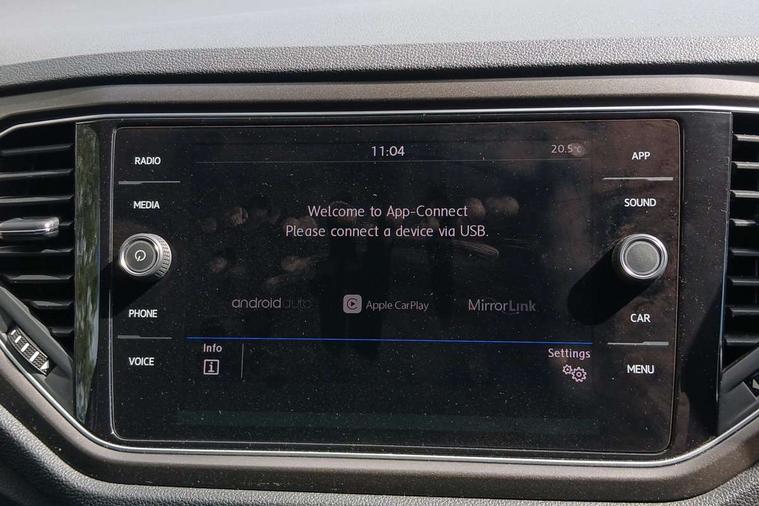 RADIO
MEDIA
PHONE
VOICE
11:04
20.5°C
Welcome to App-Connect
Please connect a device via USB.
androidauto
Apple CarPlay
MirrorLink
Info
i
Settings
APP
SOUND
CAR
MENU